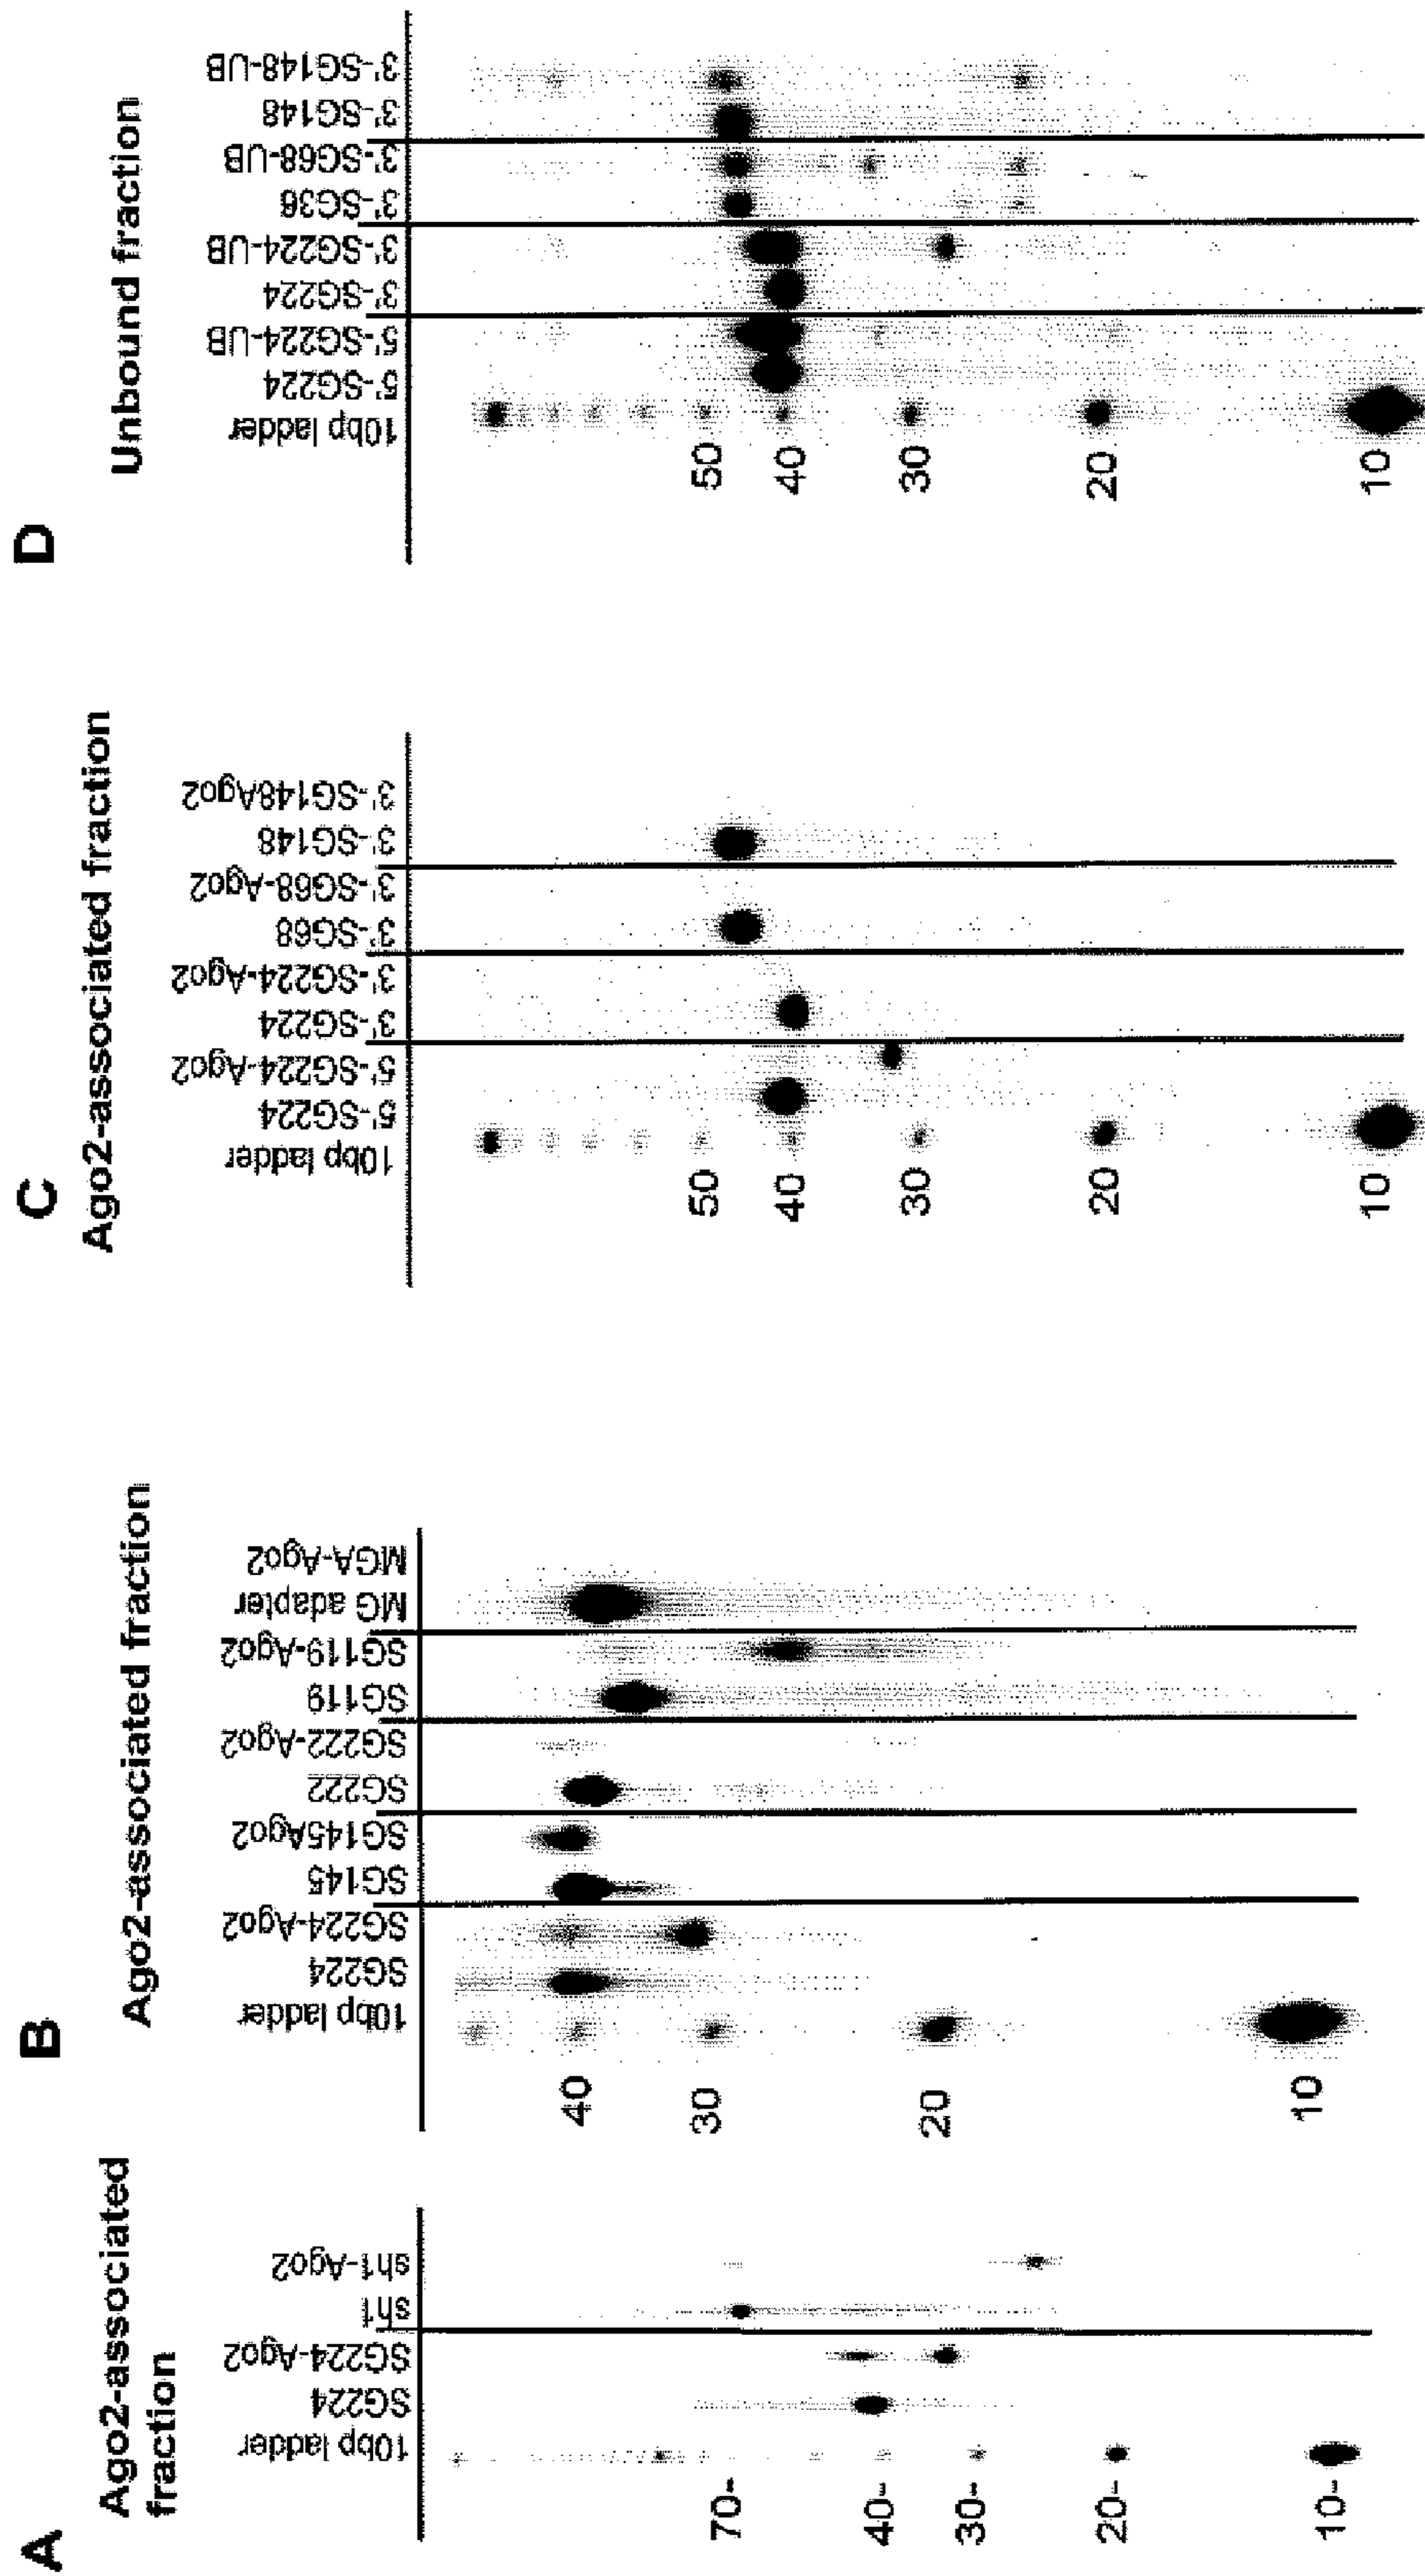 A
Ago2-associated
fraction
10bp ladder
SG224
SG224-Ago2
sh1
sh1-Ago2
70-
40-
30-
20-
10-
B
Ago2-associated fraction
10bp ladder
SG224
SG224-Ago2
SG145
SG145Ago2
SG222
SG222-Ago2
SG119
SG119-Ago2
MG adapter
MGA-Ago2
40
30
20
10
C
Ago2-associated fraction
10bp ladder
5'-SG224
5'-SG224-Ago2
3'-SG224
3'-SG224-Ago2
3'-SG68
3'-SG68-Ago2
3'-SG148
3'-SG148Ago2
50
40
30
20
10
D
Unbound fraction
10bp ladder
5'-SG224
5'-SG224-UB
3'-SG224
3'-SG224-UB
3'-SG36
3'-SG68-UB
3'-SG148
3'-SG148-UB
50
40
30
20
10